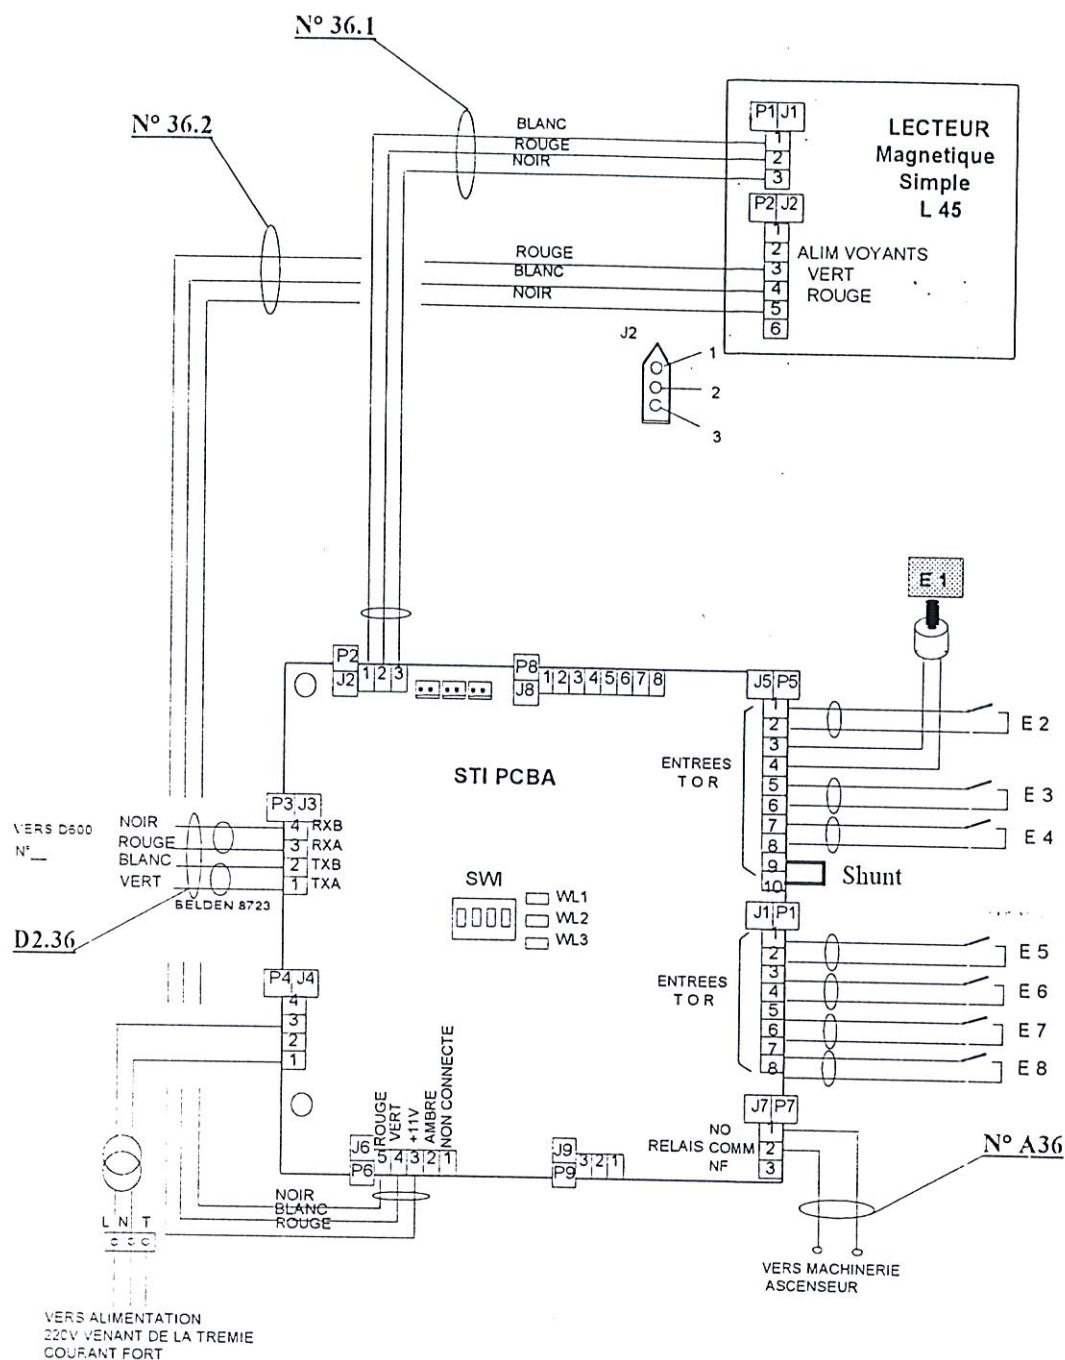 N° 36.1
N° 36.2
BLANC
ROUGE
NOIR
P1 J1
1
2
3
LECTEUR
Magnetique
Simple
L 45
P2 J2
1
2
3
4
5
6
ALIM VOYANTS
VERT
ROUGE
ROUGE
BLANC
NOIR
J2
1
2
3
E 1
P2
J2
1 2 3
P8
J8
1 2 3 4 5 6 7 8
J5 P5
1
2
3
4
5
6
7
8
9
10
ENTREES
T O R
E 2
E 3
E 4
Shunt
STI PCBA
P3 J3
4 RXB
3 RXA
2 TXB
1 TXA
VERS D600
N°__
NOIR
ROUGE
BLANC
VERT
BELDEN 8723
D2.36
SWI
WL1
WL2
WL3
J1 P1
1
2
3
4
5
6
7
8
ENTREES
T O R
E 5
E 6
E 7
E 8
P4 J4
4
3
2
1
ROUGE
VERT
+11V
AMBRE
NON CONNECTE
J6
P6
5 4 3 2 1
J9
P9
3 2 1
J7 P7
1
2
3
NO
RELAIS COMM
NF
N° A36
NOIR
BLANC
ROUGE
L N T
VERS MACHINERIE
ASCENSEUR
VERS ALIMENTATION
220V VENANT DE LA TREMIE
COURANT FORT